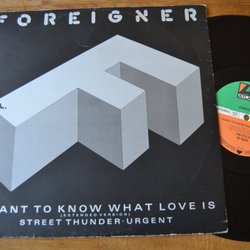 FOREIGNER
ANT TO KNOW WHAT LOVE IS
(EXTENDED VERSION)
STREET THUNDER·URGENT